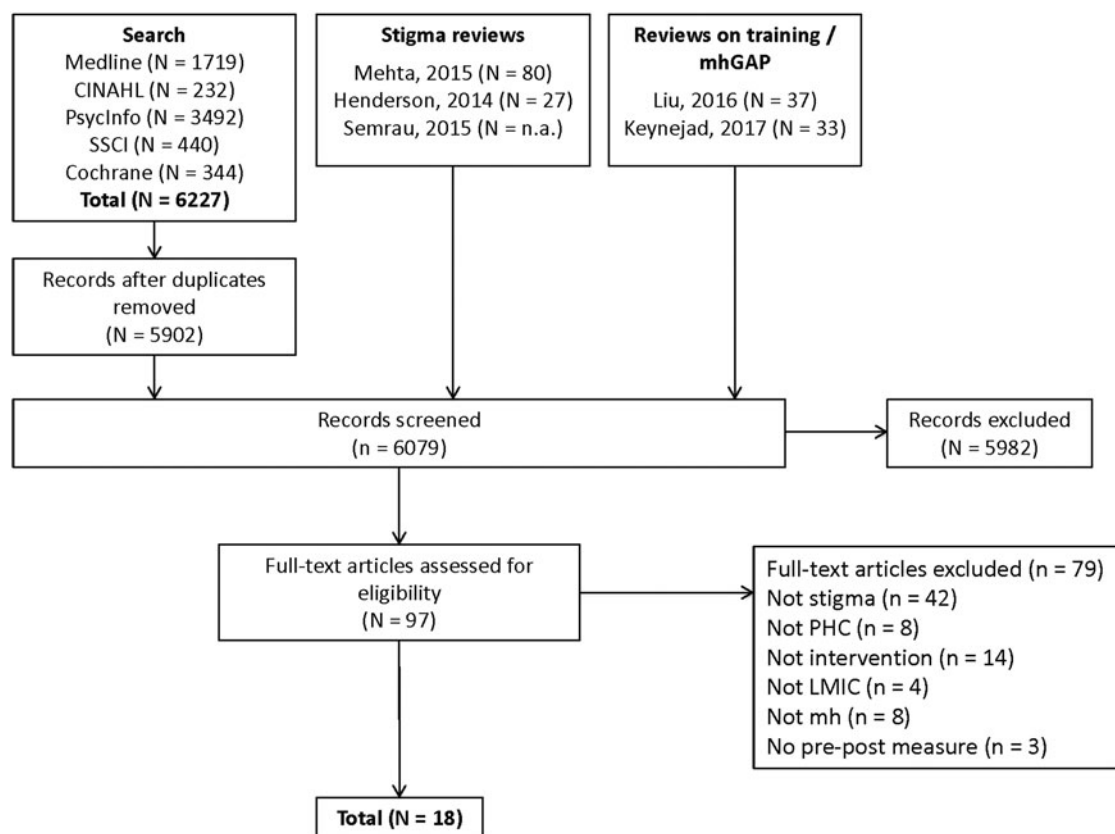 Search
Medline (N = 1719)
CINAHL (N = 232)
PsycInfo (N = 3492)
SSCI (N = 440)
Cochrane (N = 344)
Total (N = 6227)
Stigma reviews
Mehta, 2015 (N = 80)
Henderson, 2014 (N = 27)
Semrau, 2015 (N = n.a.)
Reviews on training /
mhGAP
Liu, 2016 (N = 37)
Keynejad, 2017 (N = 33)
Records after duplicates
removed
(N = 5902)
Records screened
(n = 6079)
Records excluded
(N = 5982)
Full-text articles assessed for
eligibility
(N = 97)
Full-text articles excluded (n = 79)
Not stigma (n = 42)
Not PHC (n = 8)
Not intervention (n = 14)
Not LMIC (n = 4)
Not mh (n = 8)
No pre-post measure (n = 3)
Total (N = 18)